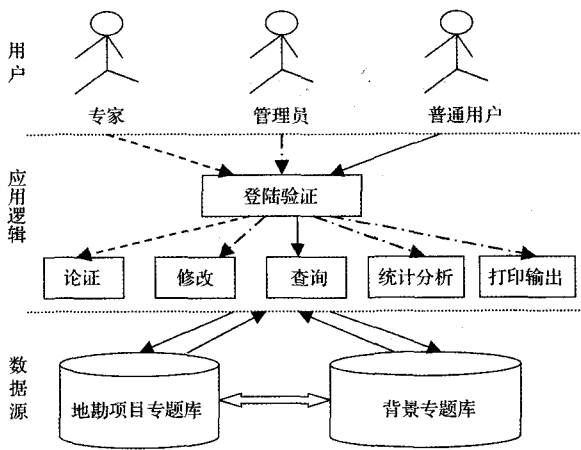 用户
专家 管理员 普通用户
应用逻辑
登陆验证
论证 修改 查询 统计分析 打印输出
数据源
地勘项目专题库 背景专题库